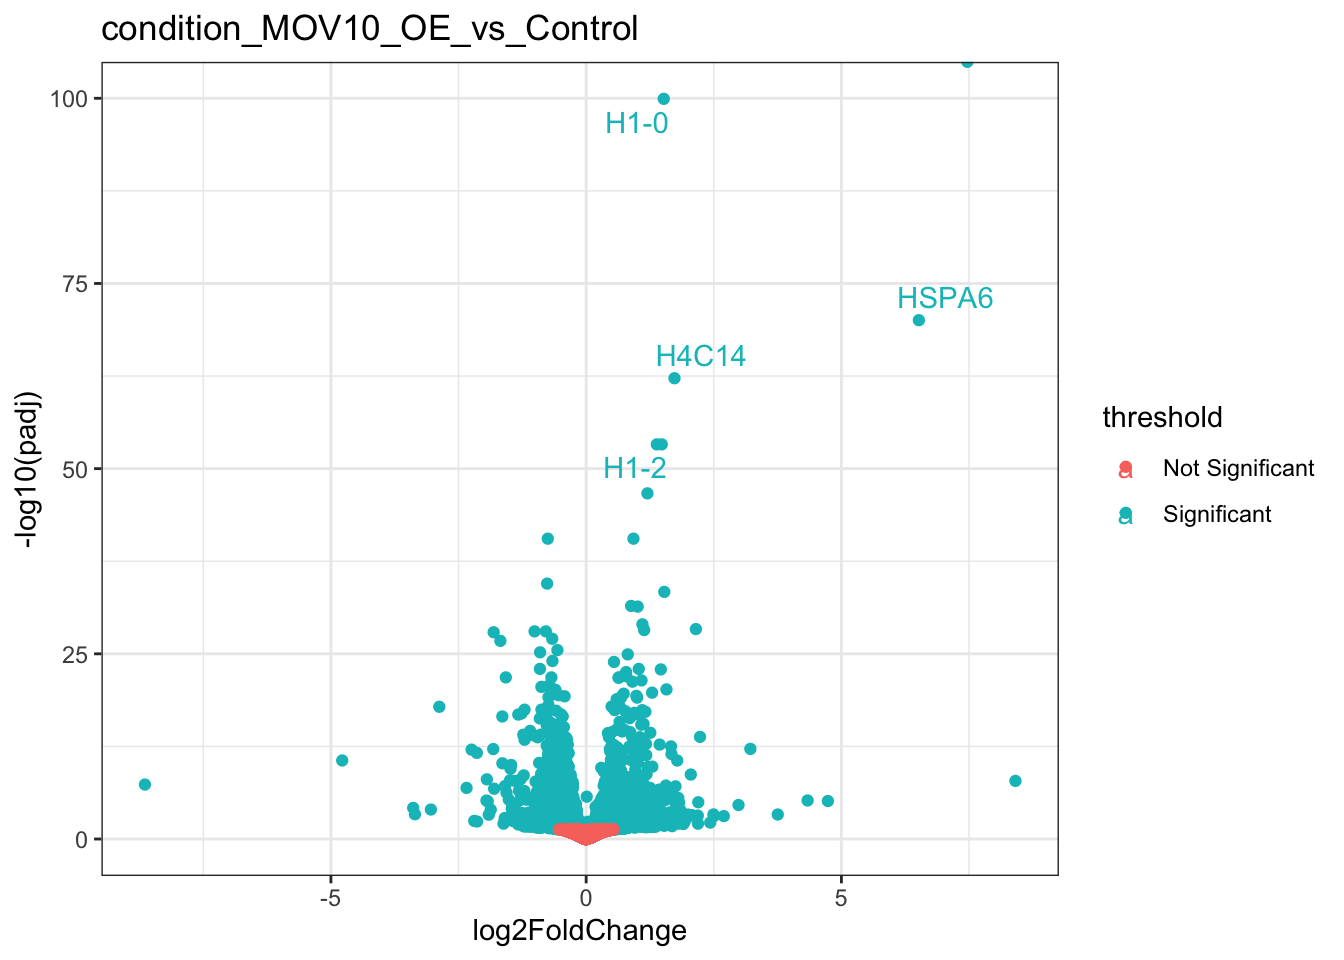 condition_MOV10_OE_vs_Control
100
H1-0
75
HSPA6
H4C14
50
H1-2
25
0
-log10(padj)
-5
0
5
log2FoldChange
threshold
a Not Significant
a Significant